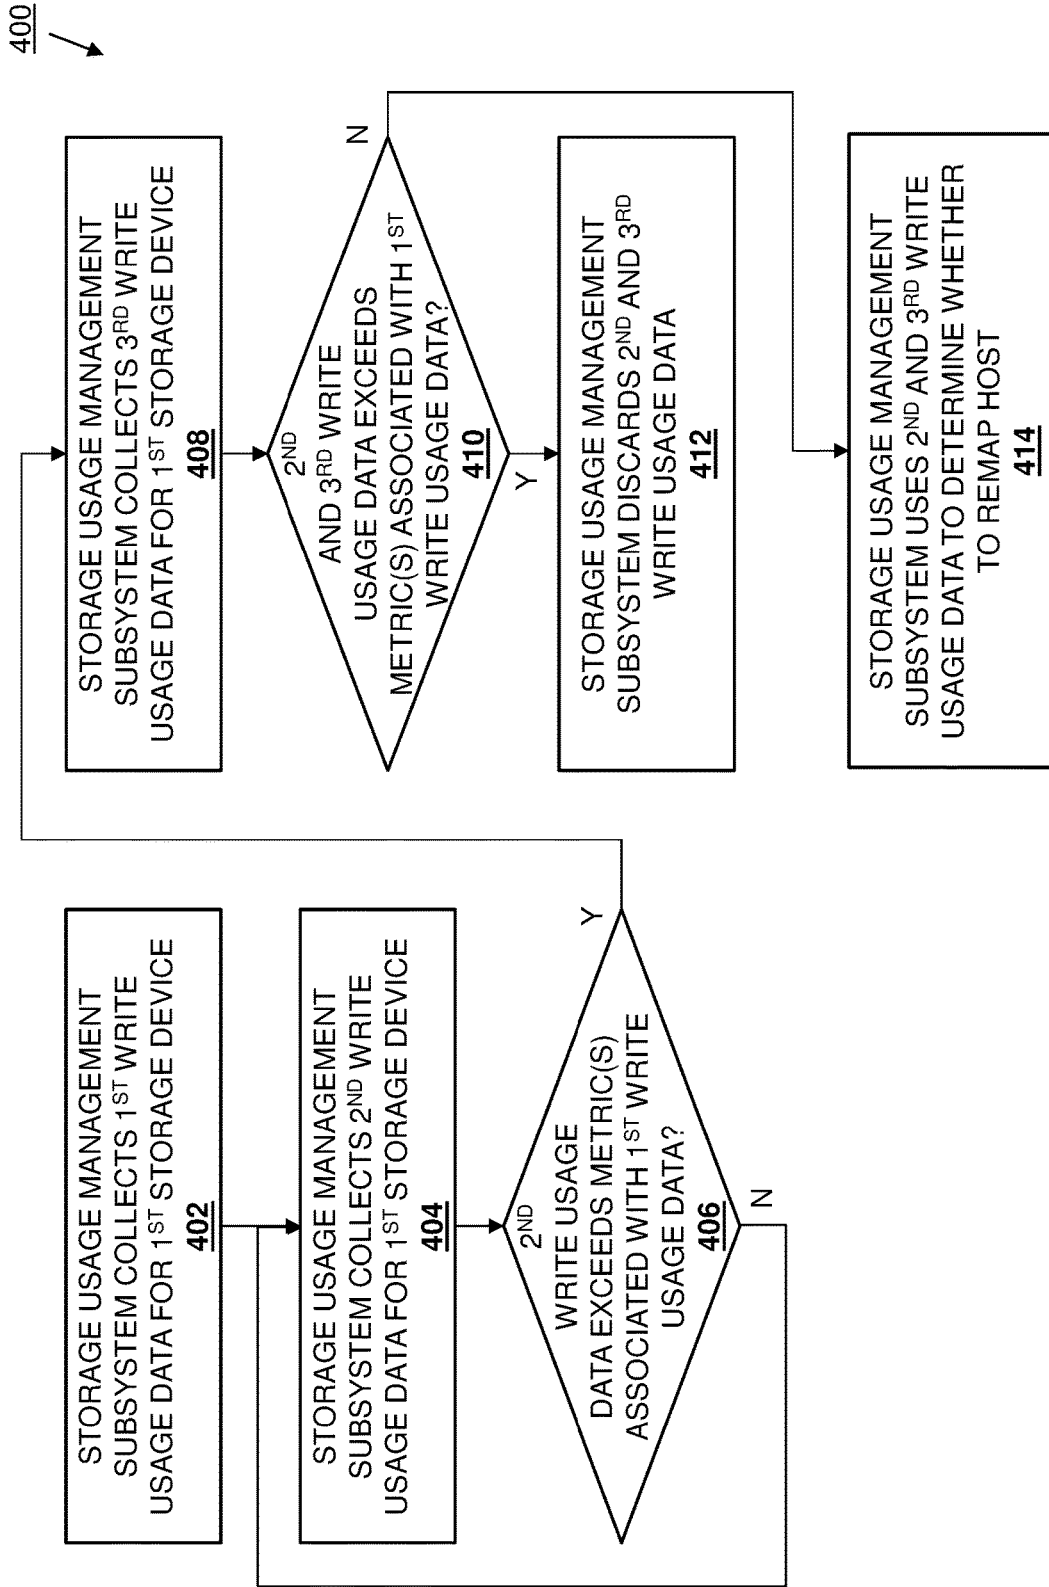 400
STORAGE USAGE MANAGEMENT
SUBSYSTEM COLLECTS 1ST WRITE
USAGE DATA FOR 1ST STORAGE DEVICE
402
STORAGE USAGE MANAGEMENT
SUBSYSTEM COLLECTS 2ND WRITE
USAGE DATA FOR 1ST STORAGE DEVICE
404
2ND
WRITE USAGE
DATA EXCEEDS METRIC(S)
ASSOCIATED WITH 1ST WRITE
USAGE DATA?
406
Y
N
STORAGE USAGE MANAGEMENT
SUBSYSTEM COLLECTS 3RD WRITE
USAGE DATA FOR 1ST STORAGE DEVICE
408
2ND
AND 3RD WRITE
USAGE DATA EXCEEDS
METRIC(S) ASSOCIATED WITH 1ST
WRITE USAGE DATA?
410
N
Y
STORAGE USAGE MANAGEMENT
SUBSYSTEM DISCARDS 2ND AND 3RD
WRITE USAGE DATA
412
STORAGE USAGE MANAGEMENT
SUBSYSTEM USES 2ND AND 3RD WRITE
USAGE DATA TO DETERMINE WHETHER
TO REMAP HOST
414